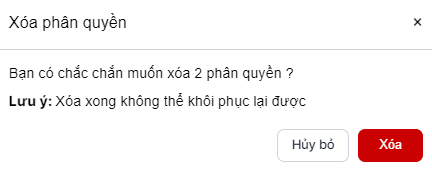 Xóa phân quyền
×
Bạn có chắc chắn muốn xóa 2 phân quyền ?
Lưu ý: Xóa xong không thể khôi phục lại được
Hủy bỏ Xóa